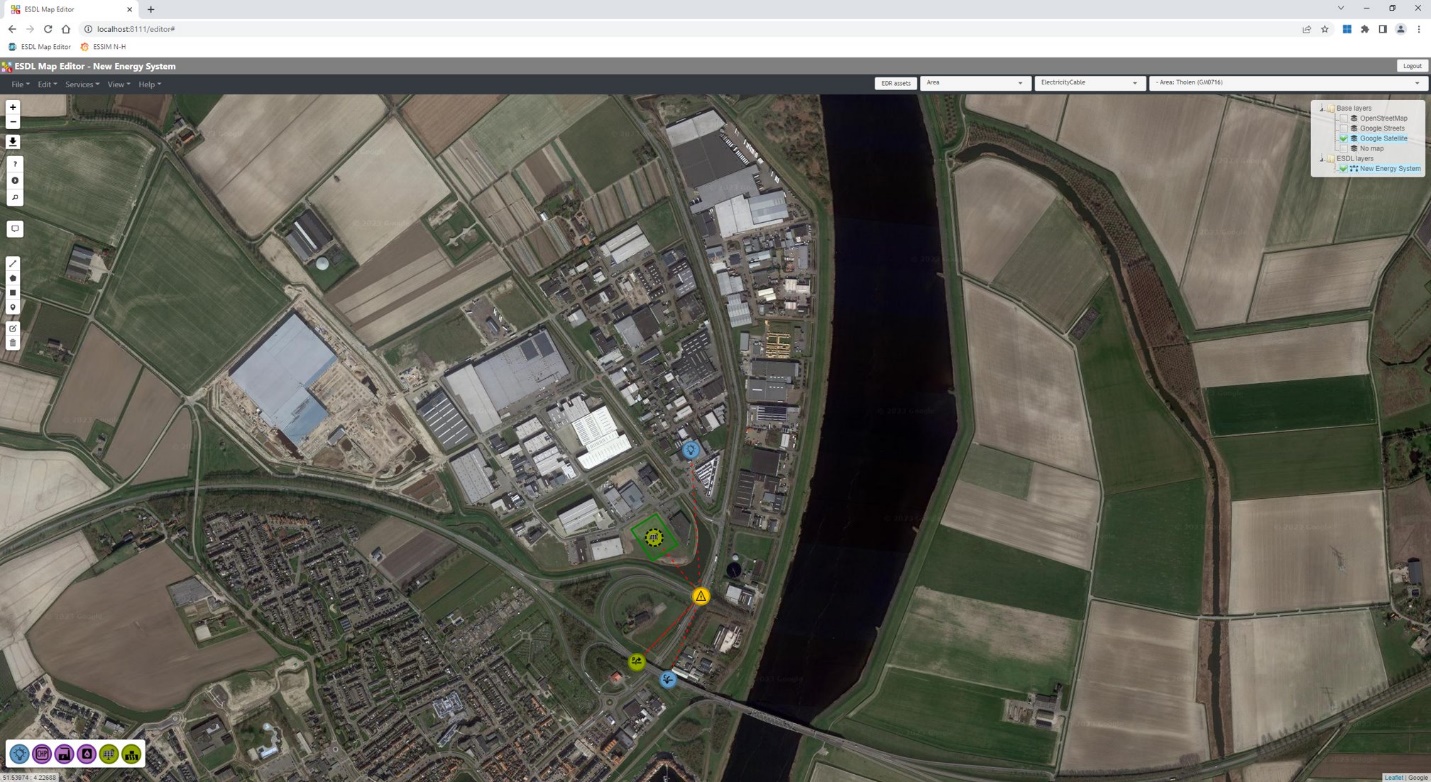 ESDL Map Editor
localhost:8111/editor#
ESDL Map Editor ESSIM N-H
ESDL Map Editor - New Energy System
Logout
File Edit Services View Help
EDR assets Area ElectricityCable - Area: Tholen (GM0716)
+
−
?
Base layers
OpenStreetMap
Google Streets
Google Satellite
No map
ESDL layers
New Energy System
CHP
51.53974 : 4.22688
Leaflet | Google